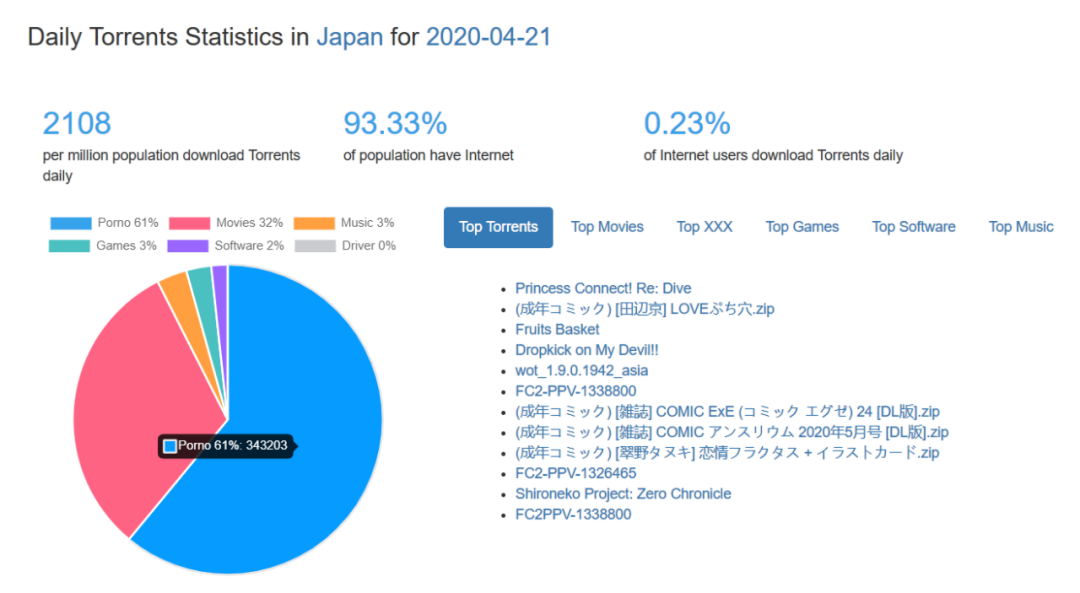 Daily Torrents Statistics in Japan for 2020-04-21
2108
per million population download Torrents
daily
93.33%
of population have Internet
0.23%
of Internet users download Torrents daily
Porno 61% Movies 32% Music 3%
Games 3% Software 2% Driver 0%
Porno 61%: 343203
Top Torrents Top Movies Top XXX Top Games Top Software Top Music
Princess Connect! Re: Dive
(成年コミック) [田辺京] LOVEぷち穴.zip
Fruits Basket
Dropkick on My Devil!!
wot_1.9.0.1942_asia
FC2-PPV-1338800
(成年コミック) [雑誌] COMIC ExE (コミック エグゼ) 24 [DL版].zip
(成年コミック) [雑誌] COMIC アンスリウム 2020年5月号 [DL版].zip
(成年コミック) [翠野タヌキ] 恋情フラクタス + イラストカード.zip
FC2-PPV-1326465
Shironeko Project: Zero Chronicle
FC2PPV-1338800